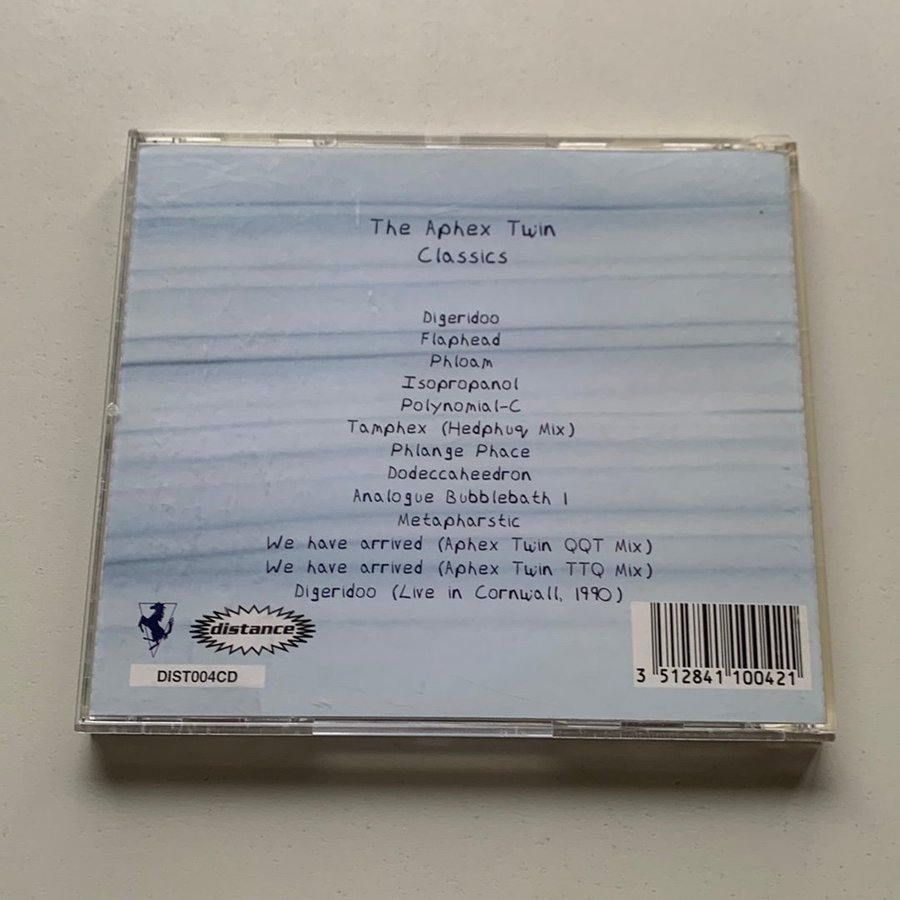 The Aphex Twin
Classics
Digeridoo
Flaphead
Phloam
Isopropanol
Polynomial-C
Tamphex (Hedphuq Mix)
Phlange Phace
Dodeccaheedron
Analogue Bubblebath 1
Metapharstic
We have arrived (Aphex Twin QQT Mix)
We have arrived (Aphex Twin TTQ Mix)
Digeridoo (Live in Cornwall, 1990)
distance
DIST004CD
3 512841 100421